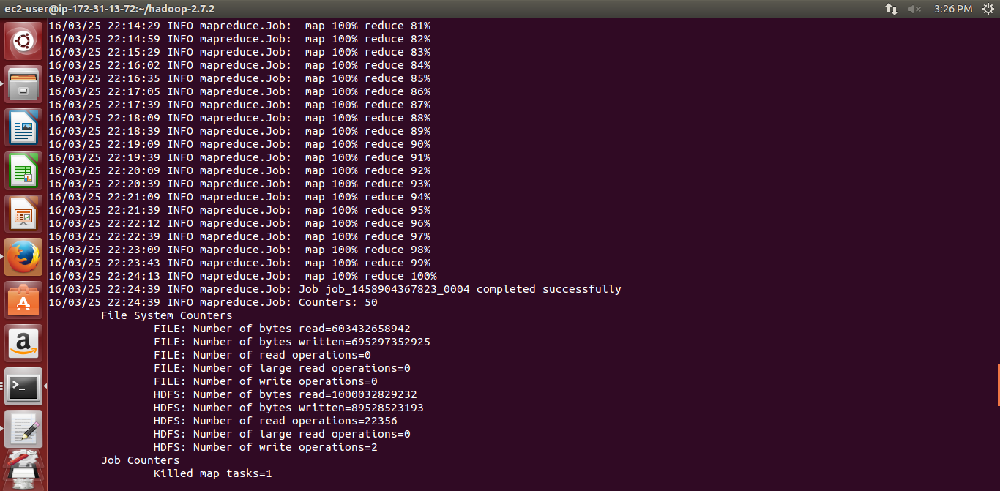 ec2-user@ip-172-31-13-72:~/hadoop-2.7.2
3:26 PM
16/03/25 22:14:29 INFO mapreduce.Job:  map 100% reduce 81%
16/03/25 22:14:59 INFO mapreduce.Job:  map 100% reduce 82%
16/03/25 22:15:29 INFO mapreduce.Job:  map 100% reduce 83%
16/03/25 22:16:02 INFO mapreduce.Job:  map 100% reduce 84%
16/03/25 22:16:35 INFO mapreduce.Job:  map 100% reduce 85%
16/03/25 22:17:05 INFO mapreduce.Job:  map 100% reduce 86%
16/03/25 22:17:39 INFO mapreduce.Job:  map 100% reduce 87%
16/03/25 22:18:09 INFO mapreduce.Job:  map 100% reduce 88%
16/03/25 22:18:39 INFO mapreduce.Job:  map 100% reduce 89%
16/03/25 22:19:09 INFO mapreduce.Job:  map 100% reduce 90%
16/03/25 22:19:39 INFO mapreduce.Job:  map 100% reduce 91%
16/03/25 22:20:09 INFO mapreduce.Job:  map 100% reduce 92%
16/03/25 22:20:39 INFO mapreduce.Job:  map 100% reduce 93%
16/03/25 22:21:09 INFO mapreduce.Job:  map 100% reduce 94%
16/03/25 22:21:39 INFO mapreduce.Job:  map 100% reduce 95%
16/03/25 22:22:12 INFO mapreduce.Job:  map 100% reduce 96%
16/03/25 22:22:39 INFO mapreduce.Job:  map 100% reduce 97%
16/03/25 22:23:09 INFO mapreduce.Job:  map 100% reduce 98%
16/03/25 22:23:43 INFO mapreduce.Job:  map 100% reduce 99%
16/03/25 22:24:13 INFO mapreduce.Job:  map 100% reduce 100%
16/03/25 22:24:39 INFO mapreduce.Job: Job job_1458904367823_0004 completed successfully
16/03/25 22:24:39 INFO mapreduce.Job: Counters: 50
File System Counters
FILE: Number of bytes read=603432658942
FILE: Number of bytes written=695297352925
FILE: Number of read operations=0
FILE: Number of large read operations=0
FILE: Number of write operations=0
HDFS: Number of bytes read=1000032829232
HDFS: Number of bytes written=89528523193
HDFS: Number of read operations=22356
HDFS: Number of large read operations=0
HDFS: Number of write operations=2
Job Counters
Killed map tasks=1